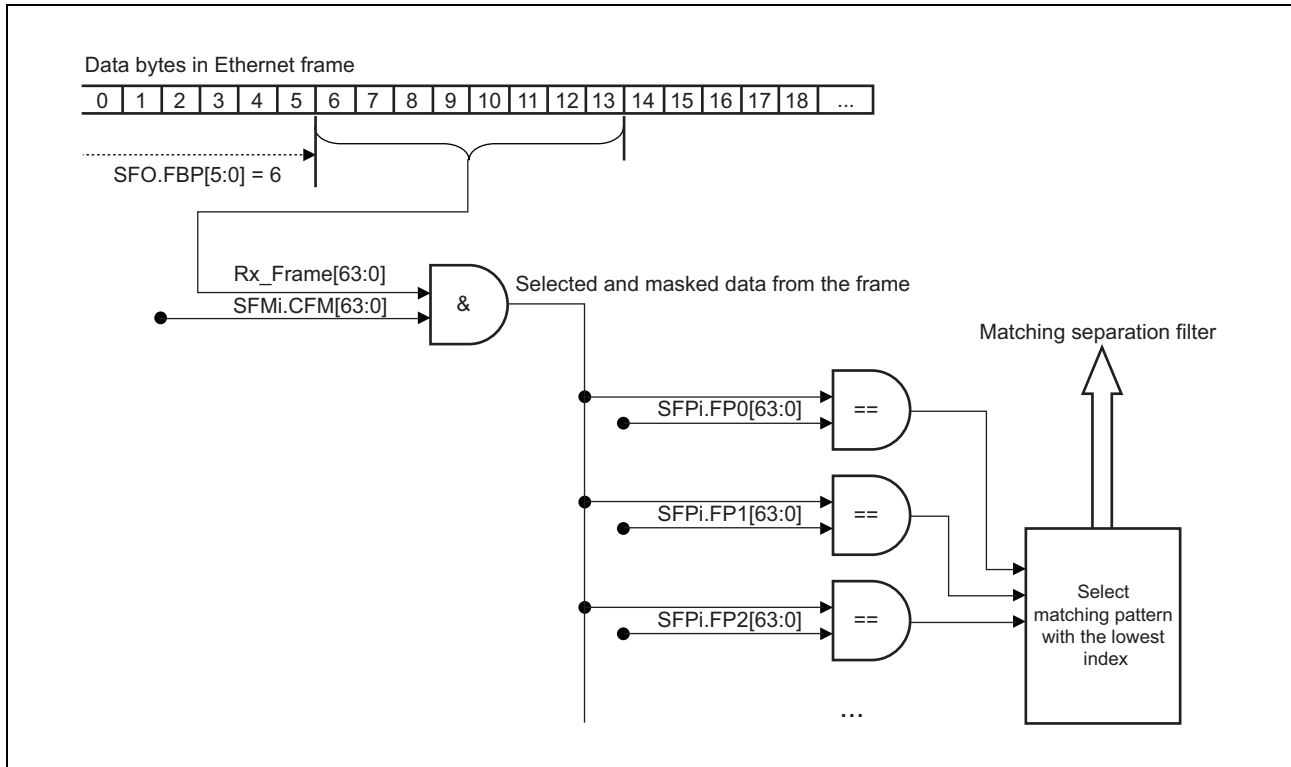 Data bytes in Ethernet frame
0 1 2 3 4 5 6 7 8 9 10 11 12 13 14 15 16 17 18 ...
SFO.FBP[5:0] = 6
Rx_Frame[63:0]
SFMi.CFM[63:0]
&
Selected and masked data from the frame
Matching separation filter
SFPi.FP0[63:0]
==
SFPi.FP1[63:0]
==
SFPi.FP2[63:0]
==
Select
matching pattern
with the lowest
index
...